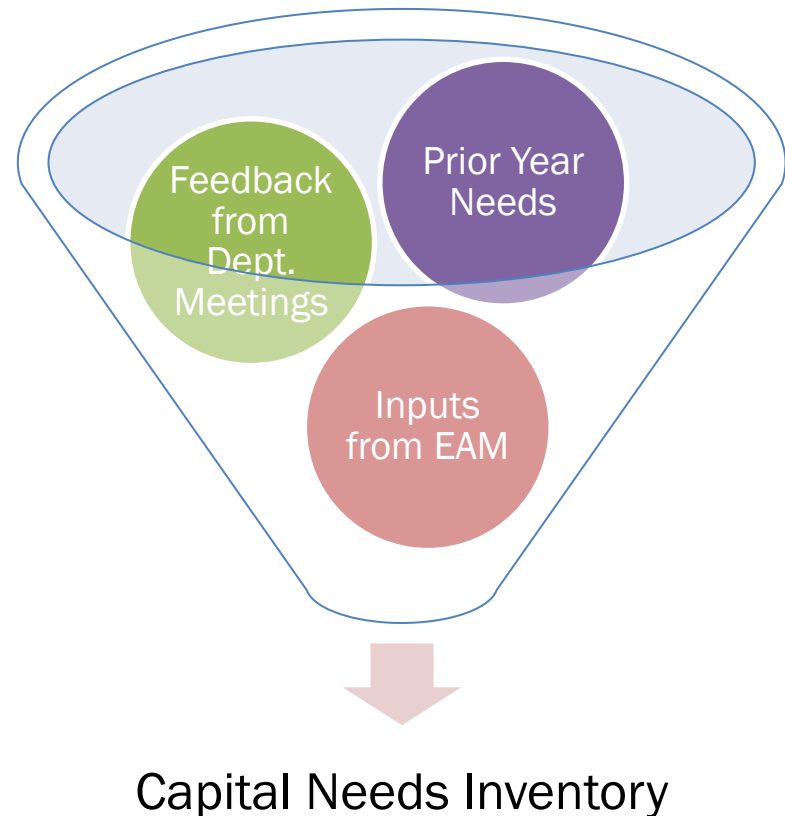 Feedback
from
Dept.
Meetings
Prior Year
Needs
Inputs
from EAM
Capital Needs Inventory